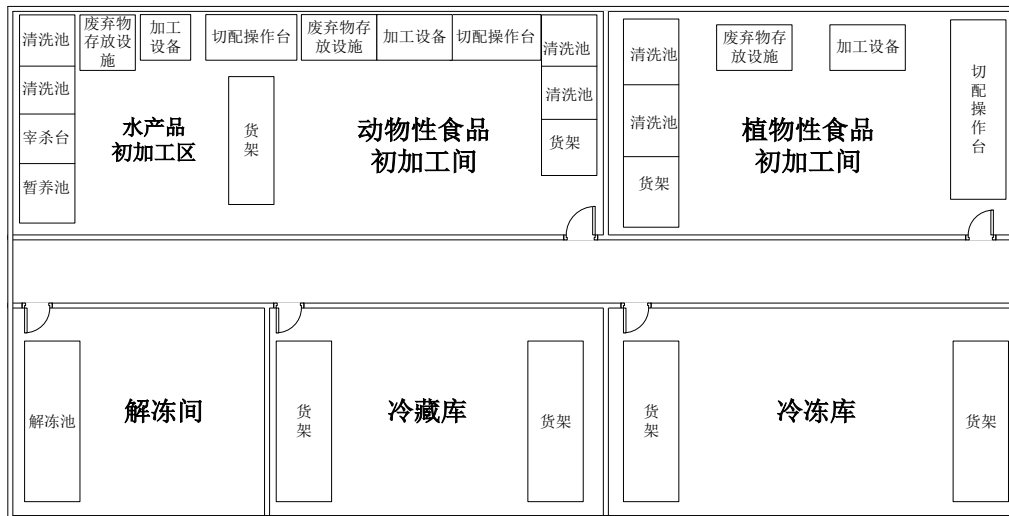 清洗池
清洗池
宰杀台
暂养池
废弃物
存放设
施
加工
设备
切配操作台
水产品
初加工区
货
架
废弃物存
放设施
加工设备
切配操作台
清洗池
清洗池
货架
动物性食品
初加工间
清洗池
清洗池
货架
废弃物存
放设施
加工设备
切
配
操
作
台
植物性食品
初加工间
解冻池
解冻间
货
架
冷藏库
货架
货
架
冷冻库
货架